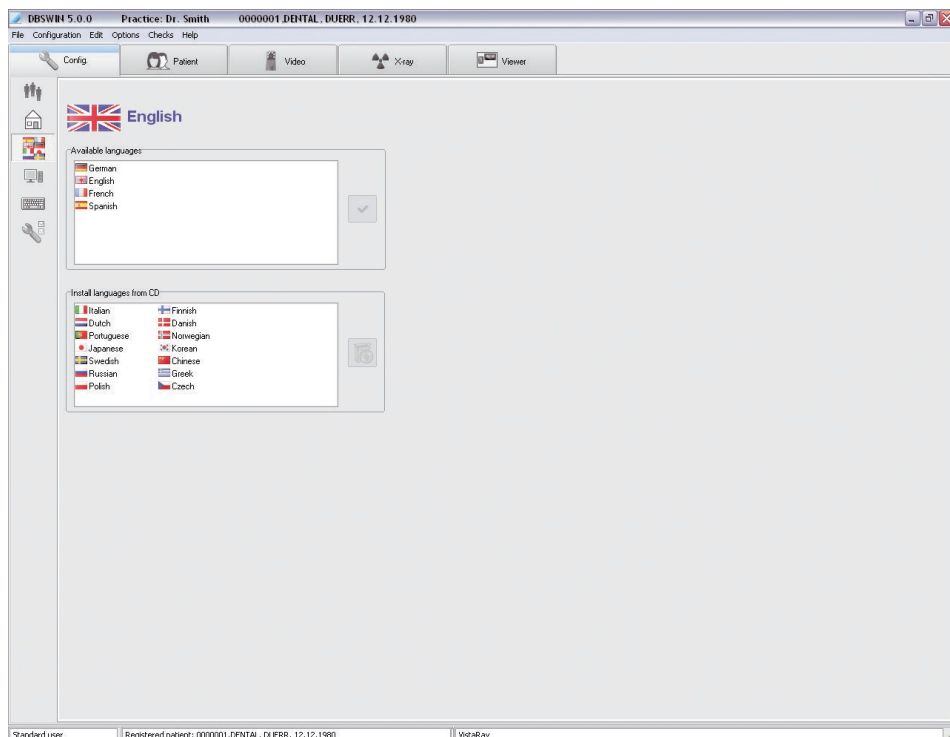 DBSWIN 5.0.0 Practice: Dr. Smith 0000001,DENTAL, DUERR, 12.12.1980
File Configuration Edit Options Checks Help
Config. Patient Video X-ray Viewer
English
Available languages
German
English
French
Spanish
Install languages from CD
Italian Finnish
Dutch Danish
Portuguese Norwegian
Japanese Korean
Swedish Chinese
Russian Greek
Polish Czech
Standard user Registered patient: 0000001,DENTAL, DUERR, 12.12.1980 VistaRay